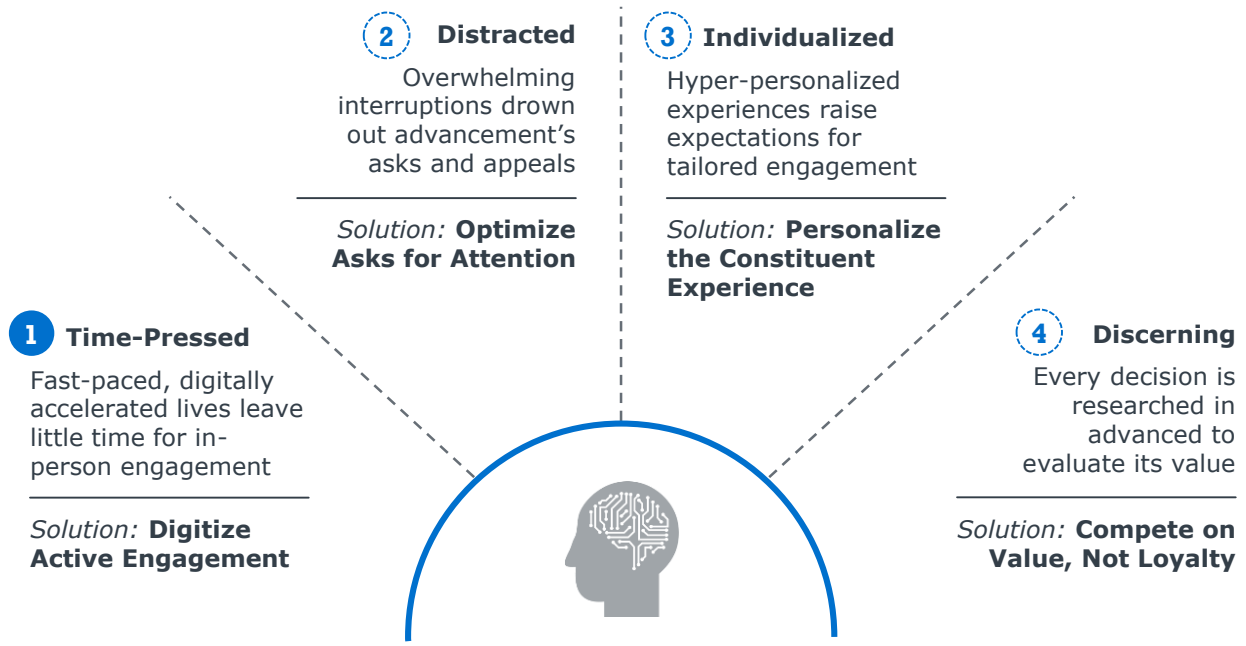 1 Time-Pressed
Fast-paced, digitally
accelerated lives leave
little time for in-
person engagement
Solution: Digitize
Active Engagement
2 Distracted
Overwhelming
interruptions drown
out advancement’s
asks and appeals
Solution: Optimize
Asks for Attention
3 Individualized
Hyper-personalized
experiences raise
expectations for
tailored engagement
Solution: Personalize
the Constituent
Experience
4 Discerning
Every decision is
researched in
advanced to
evaluate its value
Solution: Compete on
Value, Not Loyalty